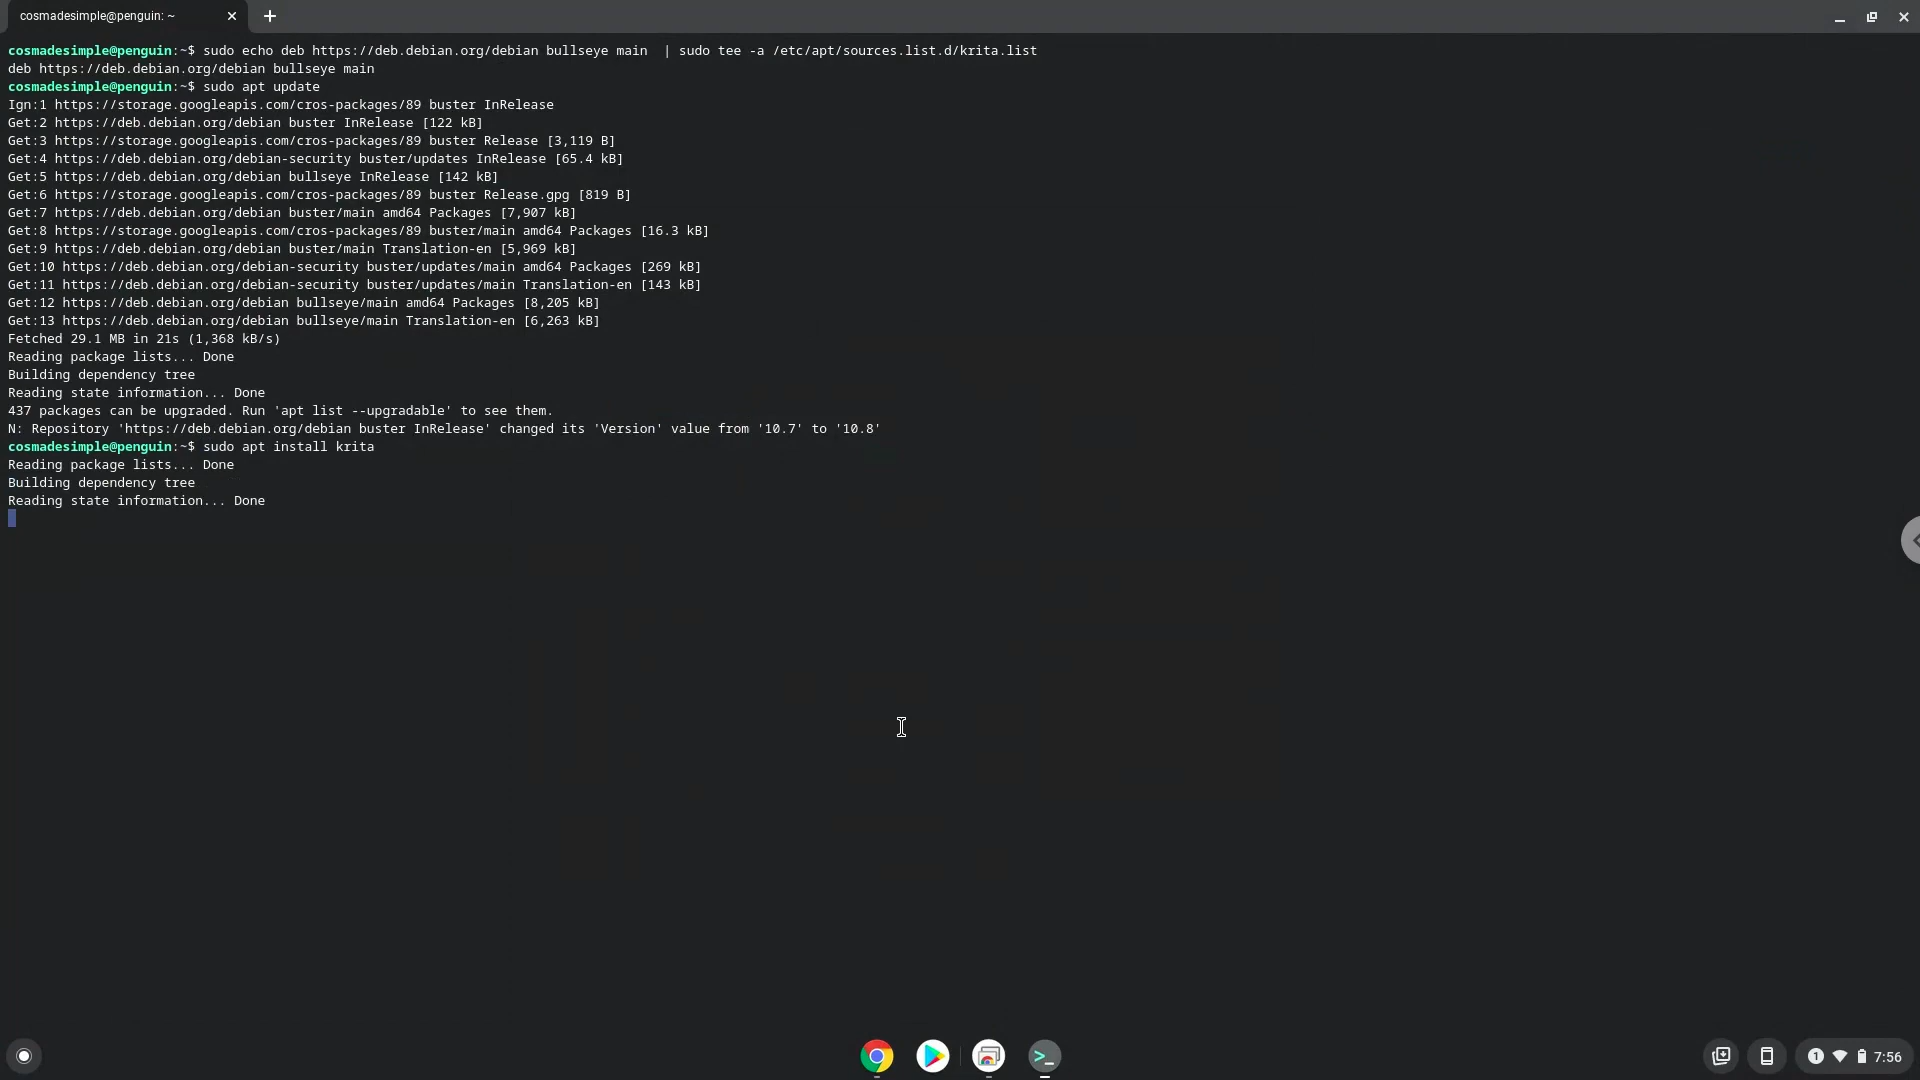 cosmadesimple@penguin: ~
cosmadesimple@penguin:~$ sudo echo deb https://deb.debian.org/debian bullseye main  | sudo tee -a /etc/apt/sources.list.d/krita.list
deb https://deb.debian.org/debian bullseye main
cosmadesimple@penguin:~$ sudo apt update
Ign:1 https://storage.googleapis.com/cros-packages/89 buster InRelease
Get:2 https://deb.debian.org/debian buster InRelease [122 kB]
Get:3 https://storage.googleapis.com/cros-packages/89 buster Release [3,119 B]
Get:4 https://deb.debian.org/debian-security buster/updates InRelease [65.4 kB]
Get:5 https://deb.debian.org/debian bullseye InRelease [142 kB]
Get:6 https://storage.googleapis.com/cros-packages/89 buster Release.gpg [819 B]
Get:7 https://deb.debian.org/debian buster/main amd64 Packages [7,907 kB]
Get:8 https://storage.googleapis.com/cros-packages/89 buster/main amd64 Packages [16.3 kB]
Get:9 https://deb.debian.org/debian buster/main Translation-en [5,969 kB]
Get:10 https://deb.debian.org/debian-security buster/updates/main amd64 Packages [269 kB]
Get:11 https://deb.debian.org/debian-security buster/updates/main Translation-en [143 kB]
Get:12 https://deb.debian.org/debian bullseye/main amd64 Packages [8,205 kB]
Get:13 https://deb.debian.org/debian bullseye/main Translation-en [6,263 kB]
Fetched 29.1 MB in 21s (1,368 kB/s)
Reading package lists... Done
Building dependency tree
Reading state information... Done
437 packages can be upgraded. Run 'apt list --upgradable' to see them.
N: Repository 'https://deb.debian.org/debian buster InRelease' changed its 'Version' value from '10.7' to '10.8'
cosmadesimple@penguin:~$ sudo apt install krita
Reading package lists... Done
Building dependency tree
Reading state information... Done
>_
1 7:56